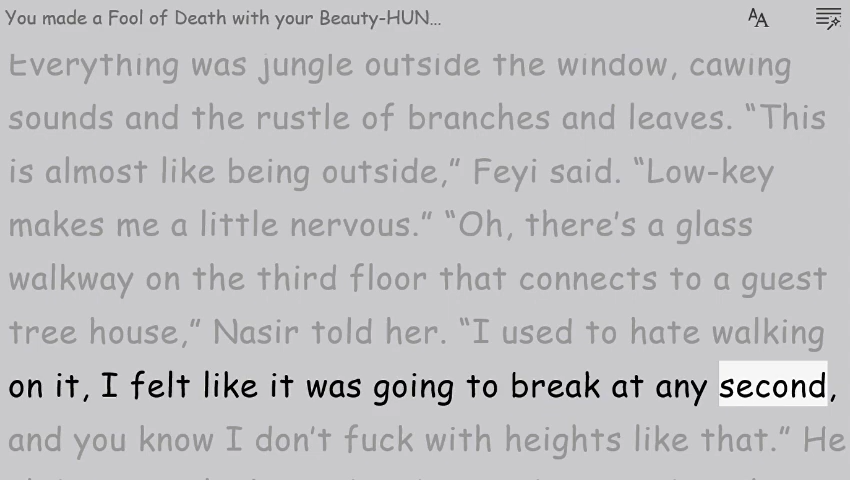 You made a Fool of Death with your Beauty-HUN...
AA
Everything was jungle outside the window, cawing
sounds and the rustle of branches and leaves. “This
is almost like being outside,” Feyi said. “Low-key
makes me a little nervous.” “Oh, there’s a glass
walkway on the third floor that connects to a guest
tree house,” Nasir told her. “I used to hate walking
on it, I felt like it was going to break at any second,
and you know I don’t fuck with heights like that.” He